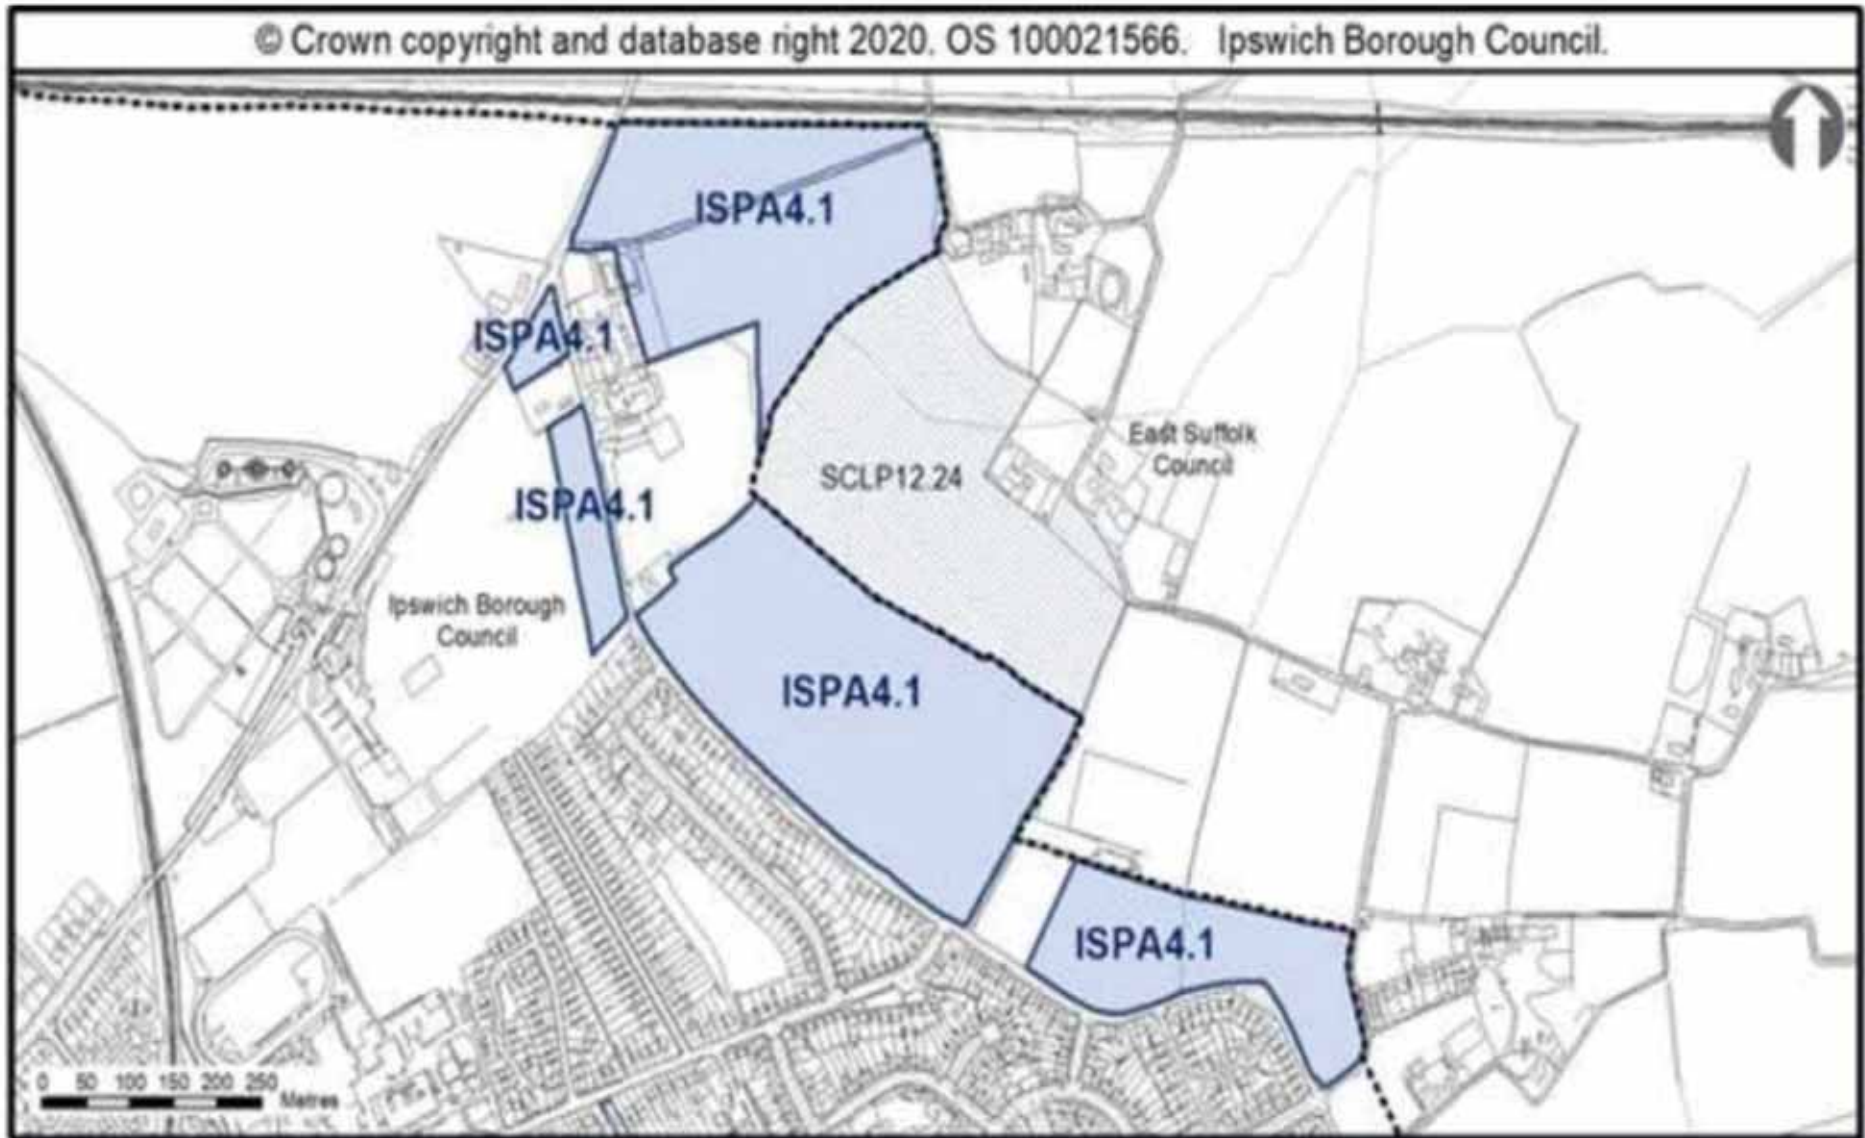 © Crown copyright and database right 2020. OS 100021566. Ipswich Borough Council.
ISPA4.1
ISPA4.1
East Suffolk
Council
SCLP12.24
ISPA4.1
Ipswich Borough
Council
ISPA4.1
ISPA4.1
0 50 100 150 200 250
Metres